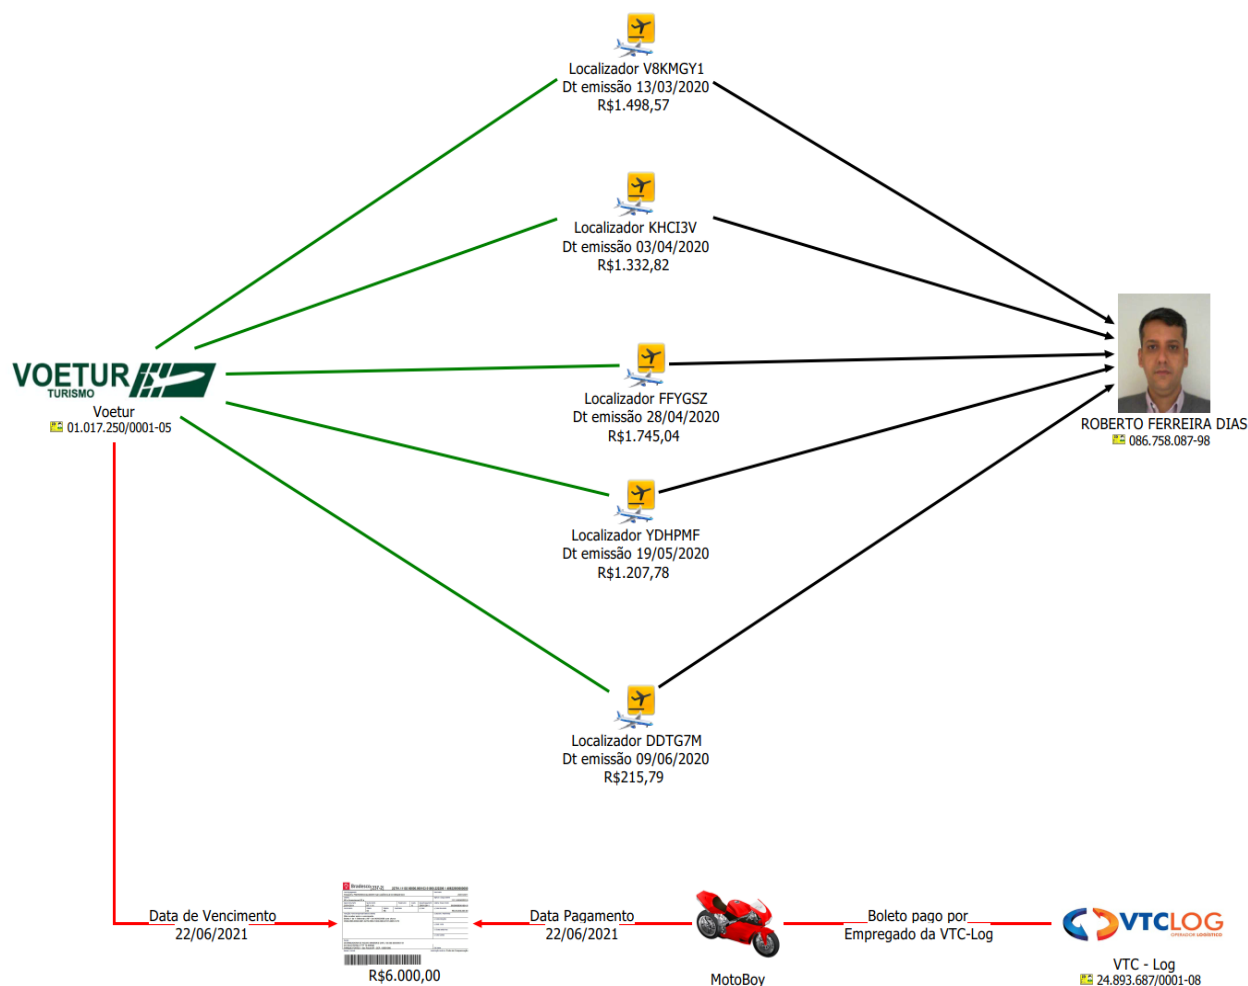 Localizador V8KMGY1
Dt emissão 13/03/2020
R$1.498,57
Localizador KHCI3V
Dt emissão 03/04/2020
R$1.332,82
VOETUR
TURISMO
Voetur
01.017.250/0001-05
Localizador FFYGSZ
Dt emissão 28/04/2020
R$1.745,04
ROBERTO FERREIRA DIAS
086.758.087-98
Localizador YDHPMF
Dt emissão 19/05/2020
R$1.207,78
Localizador DDTG7M
Dt emissão 09/06/2020
R$215,79
Data de Vencimento
22/06/2021
Bradesco
R$6.000,00
Data Pagamento
22/06/2021
MotoBoy
Boleto pago por
Empregado da VTC-Log
VTCLOG
OPERADOR LOGÍSTICO
VTC - Log
24.893.687/0001-08